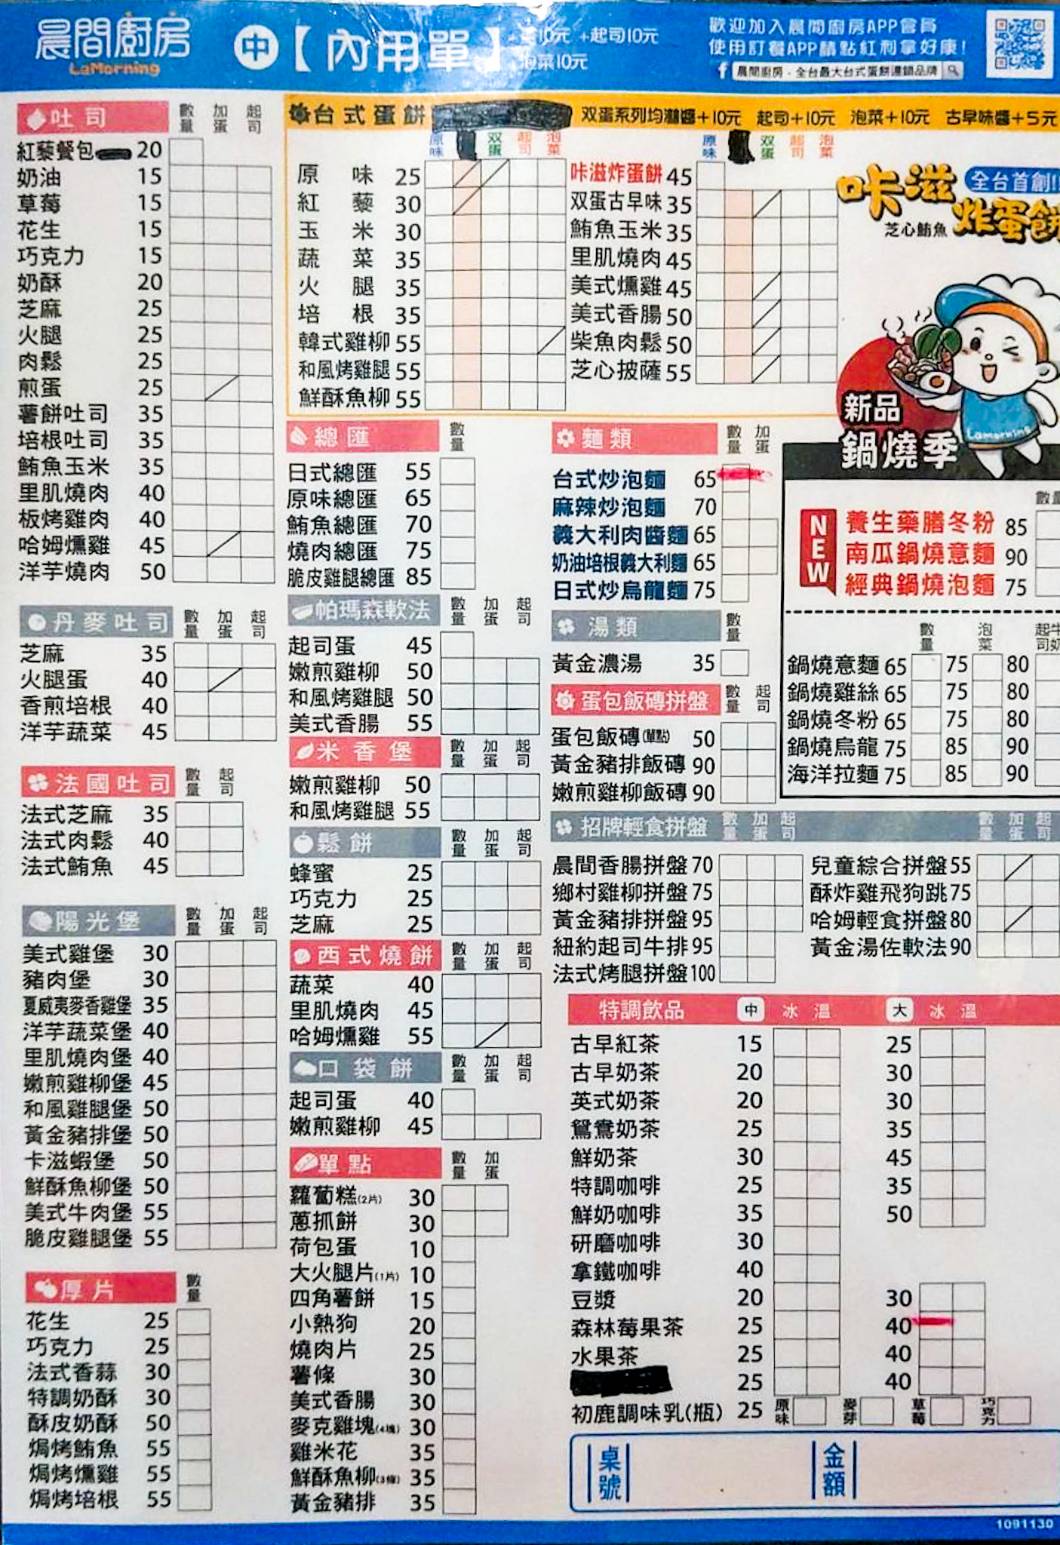 晨間廚房
LaMorning
中【內用單】
+起司10元
泡菜10元
歡迎加入晨間廚房APP會員
使用訂餐APP請點紅利拿好康!
f 晨間廚房-全台最大台式蛋餅連鎖品牌
吐司 數量 加蛋 起司
紅藜餐包 20
奶油 15
草莓 15
花生 15
巧克力 15
奶酥 20
芝麻 25
火腿 25
肉鬆 25
煎蛋 25
薯餅吐司 35
培根吐司 35
鮪魚玉米 35
里肌燒肉 40
板烤雞肉 40
哈姆燻雞 45
洋芋燒肉 50
丹麥吐司 數量 加蛋 起司
芝麻 35
火腿蛋 40
香煎培根 40
洋芋蔬菜 45
法國吐司 數量 起司
法式芝麻 35
法式肉鬆 40
法式鮪魚 45
陽光堡 數量 加蛋 起司
美式雞堡 30
豬肉堡 30
夏威夷麥香雞堡 35
洋芋蔬菜堡 40
里肌燒肉堡 40
嫩煎雞柳堡 45
和風雞腿堡 50
黃金豬排堡 50
卡滋蝦堡 50
鮮酥魚柳堡 50
美式牛肉堡 55
脆皮雞腿堡 55
厚片 數量
花生 25
巧克力 25
法式香蒜 30
特調奶酥 30
酥皮奶酥 50
焗烤鮪魚 55
焗烤燻雞 55
焗烤培根 55
台式蛋餅 双蛋系列均灑醬+10元 起司+10元 泡菜+10元 古早味醬+5元
原味 双蛋 起司 泡菜
原味 25
紅藜 30
玉米 30
蔬菜 35
火腿 35
培根 35
韓式雞柳 55
和風烤雞腿 55
鮮酥魚柳 55
原味 双蛋 起司 泡菜
咔滋炸蛋餅 45
双蛋古早味 35
鮪魚玉米 35
里肌燒肉 45
美式燻雞 45
美式香腸 50
柴魚肉鬆 50
芝心披薩 55
咔滋 全台首創
炸蛋餅
芝心鮪魚
Lamorning
新品
鍋燒季
總匯 數量
日式總匯 55
原味總匯 65
鮪魚總匯 70
燒肉總匯 75
脆皮雞腿總匯 85
帕瑪森軟法 數量 加蛋 起司
起司蛋 45
嫩煎雞柳 50
和風烤雞腿 50
美式香腸 55
米香堡 數量 加蛋 起司
嫩煎雞柳 50
和風烤雞腿 55
鬆餅 數量 加蛋 起司
蜂蜜 25
巧克力 25
芝麻 25
西式燒餅 數量 加蛋 起司
蔬菜 40
里肌燒肉 45
哈姆燻雞 55
口袋餅 數量 加蛋 起司
起司蛋 40
嫩煎雞柳 45
單點 數量 加蛋
蘿蔔糕(2片) 30
蔥抓餅 30
荷包蛋 10
大火腿片(1片) 10
四角薯餅 15
小熱狗 20
燒肉片 25
薯條 30
美式香腸 30
麥克雞塊(4塊) 30
雞米花 35
鮮酥魚柳(3條) 35
黃金豬排 35
麵類 數量 加蛋
台式炒泡麵 65
麻辣炒泡麵 70
義大利肉醬麵 65
奶油培根義大利麵 65
日式炒烏龍麵 75
湯類 數量
黃金濃湯 35
蛋包飯磚拼盤 數量 起司
蛋包飯磚(單點) 50
黃金豬排飯磚 90
嫩煎雞柳飯磚 90
數量
NEW
養生藥膳冬粉 85
南瓜鍋燒意麵 90
經典鍋燒泡麵 75
數量 泡菜 起司牛奶
鍋燒意麵 65 75 80
鍋燒雞絲 65 75 80
鍋燒冬粉 65 75 80
鍋燒烏龍 75 85 90
海洋拉麵 75 85 90
招牌輕食拼盤 數量 加蛋 起司 數量 加蛋 起司
晨間香腸拼盤 70
鄉村雞柳拼盤 75
黃金豬排拼盤 95
紐約起司牛排 95
法式烤腿拼盤 100
兒童綜合拼盤 55
酥炸雞飛狗跳 75
哈姆輕食拼盤 80
黃金湯佐軟法 90
特調飲品 中 冰 溫 大 冰 溫
古早紅茶 15 25
古早奶茶 20 30
英式奶茶 20 30
鴛鴦奶茶 25 35
鮮奶茶 30 45
特調咖啡 25 35
鮮奶咖啡 35 50
研磨咖啡 30
拿鐵咖啡 40
豆漿 20 30
森林莓果茶 25 40
水果茶 25 40
25 40
初鹿調味乳(瓶) 25 原味 麥芽 草莓 巧克力
桌號 金額
1091130